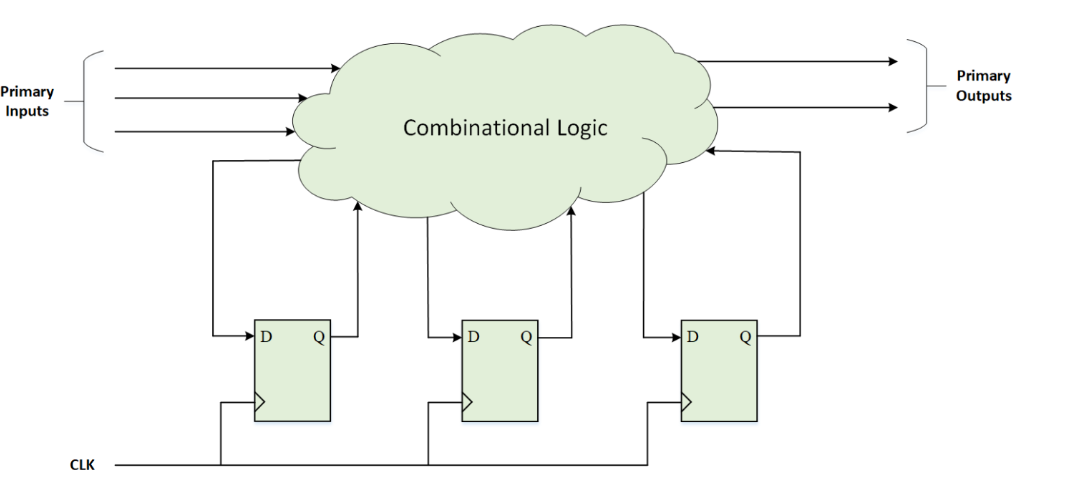 Primary
Inputs
Combinational Logic
Primary
Outputs
D Q
D Q
D Q
CLK